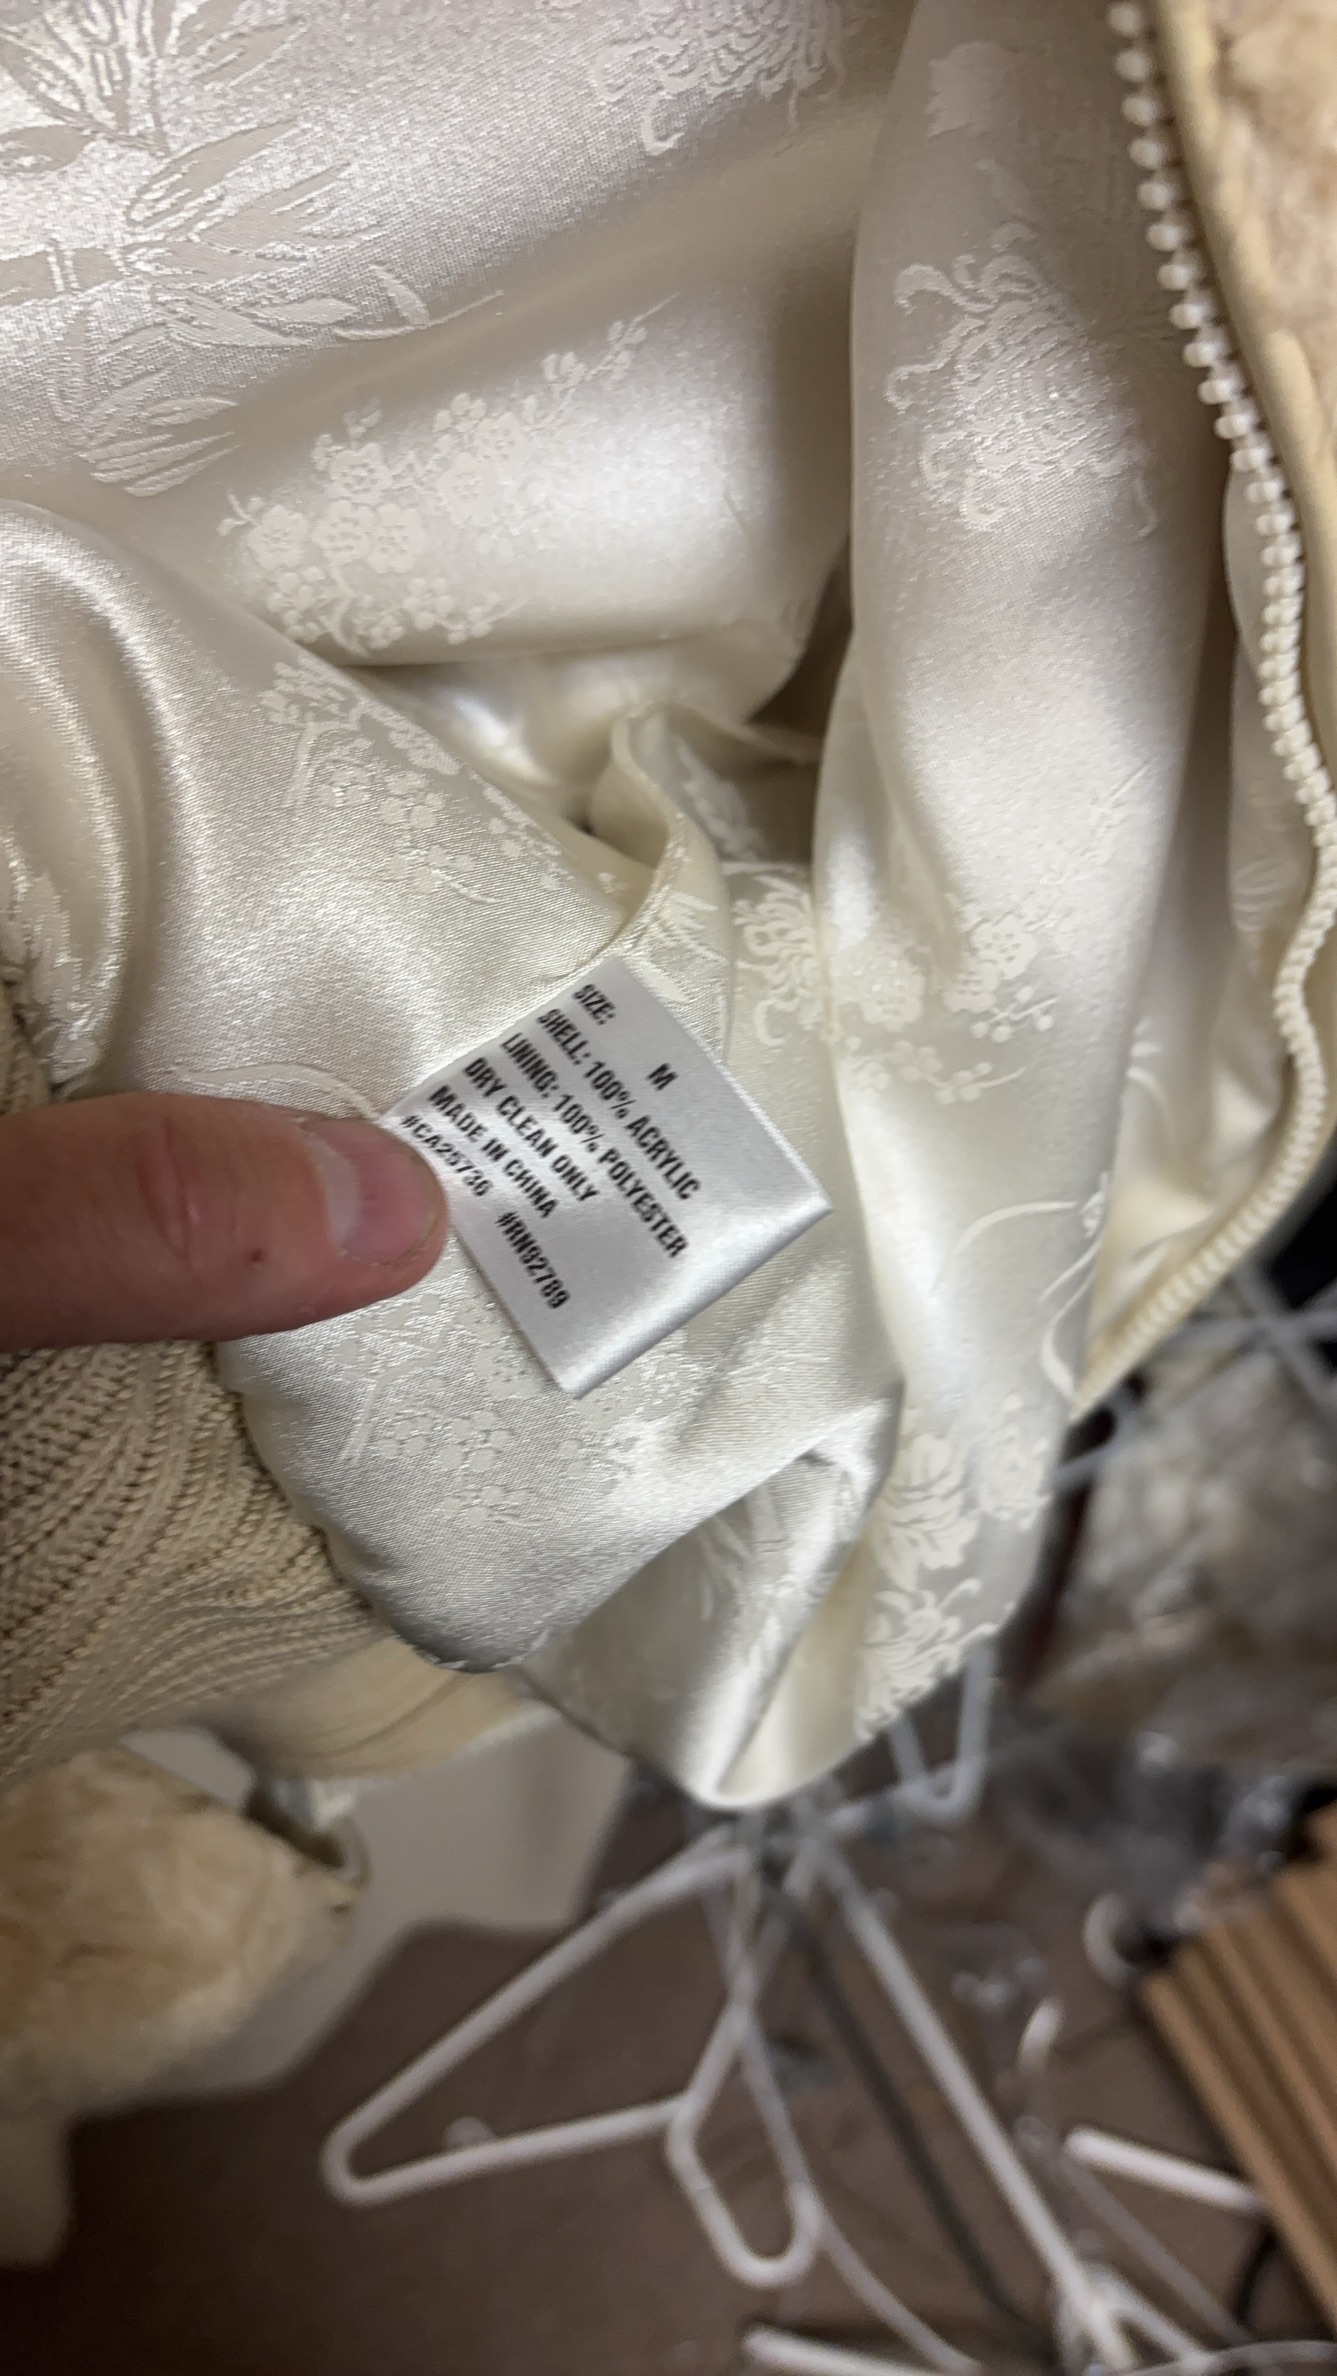 SIZE: M
SHELL: 100% ACRYLIC
LINING: 100% POLYESTER
DRY CLEAN ONLY
MADE IN CHINA
#CA25736 #RN92789